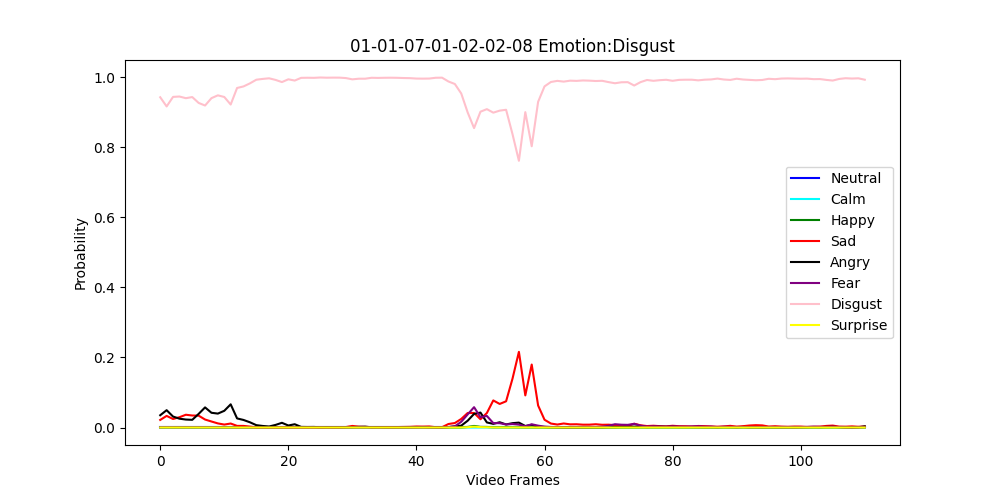 01-01-07-01-02-02-08 Emotion:Disgust
Probability
1.0
0.8
0.6
0.4
0.2
0.0
Neutral
Calm
Happy
Sad
Angry
Fear
Disgust
Surprise
0 20 40 60 80 100
Video Frames